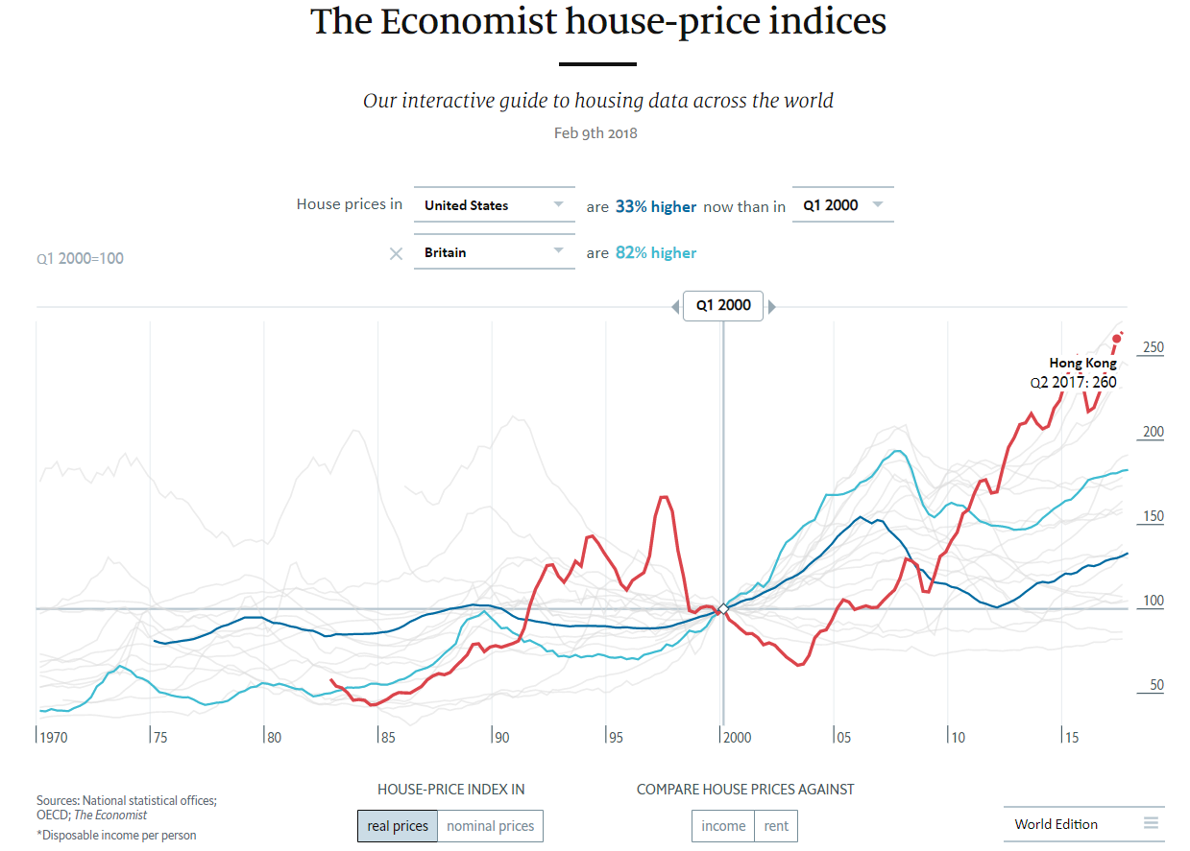 The Economist house-price indices
Our interactive guide to housing data across the world
Feb 9th 2018
House prices in United States are 33% higher now than in Q1 2000
× Britain are 82% higher
Q1 2000=100
Q1 2000
250
Hong Kong
Q2 2017: 260
200
150
100
50
1970 75 80 85 90 95 2000 05 10 15
HOUSE-PRICE INDEX IN
real prices nominal prices
COMPARE HOUSE PRICES AGAINST
income rent
Sources: National statistical offices;
OECD; The Economist
*Disposable income per person
World Edition